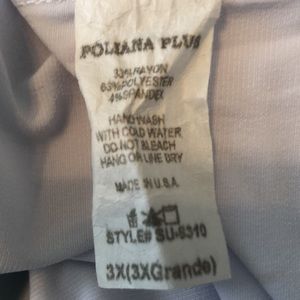 POLIANA PLUS
33%RAYON
63%POLYESTER
4%SPANDEX
HAND WASH
WITH COLD WATER
DO NOT BLEACH
HANG OR LINE DRY
MADE IN U.S.A.
STYLE# SU-9310
3X(3XGrande)